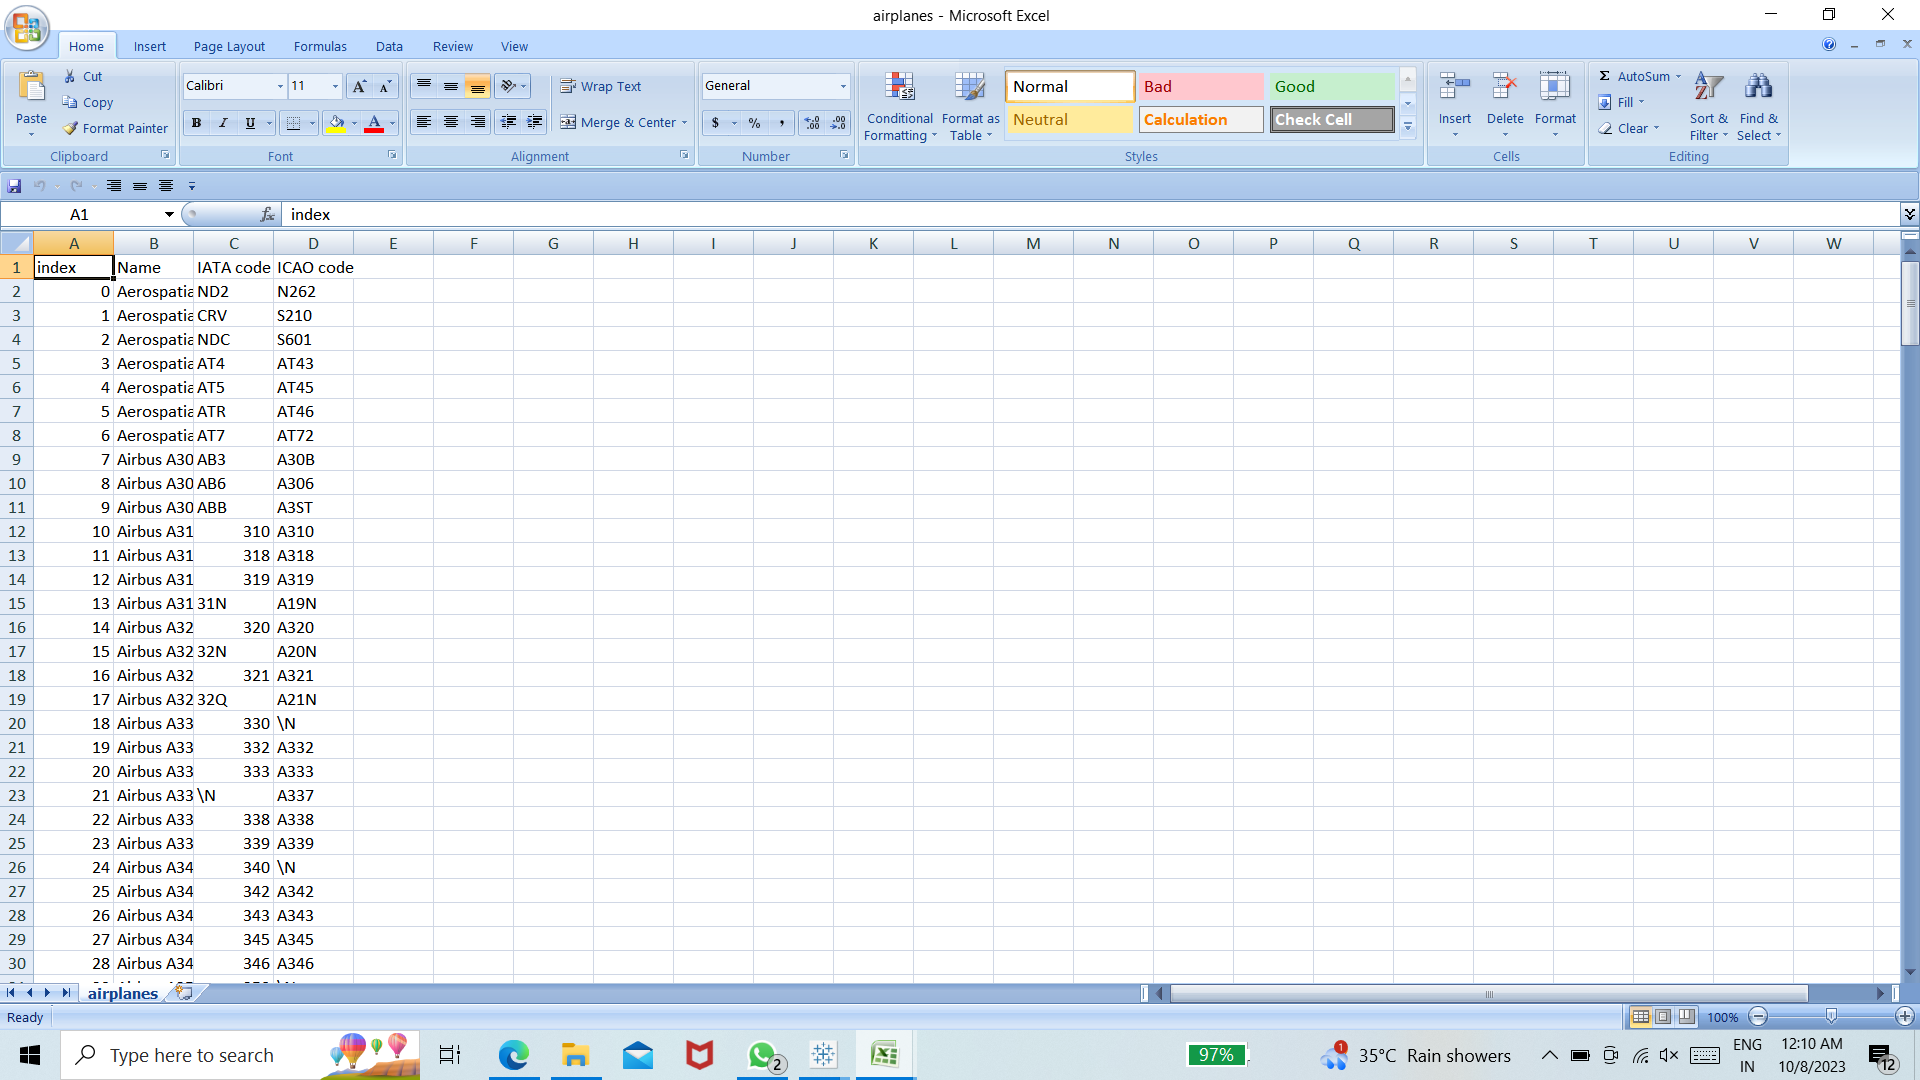 airplanes - Microsoft Excel
Home Insert Page Layout Formulas Data Review View
Paste
Cut
Copy
Format Painter
Clipboard
Calibri 11
B I U
A
Font
Wrap Text
Merge & Center
Alignment
General
$ % ,
Number
Conditional Formatting
Format as Table
Normal Bad Good
Neutral Calculation Check Cell
Styles
Insert Delete Format
Cells
Σ AutoSum
Fill
Clear
Sort & Filter
Find & Select
Editing
A1 fx index
A B C D E F G H I J K L M N O P Q R S T U V W
1 index Name IATA code ICAO code
2 0 Aerospatia ND2 N262
3 1 Aerospatia CRV S210
4 2 Aerospatia NDC S601
5 3 Aerospatia AT4 AT43
6 4 Aerospatia AT5 AT45
7 5 Aerospatia ATR AT46
8 6 Aerospatia AT7 AT72
9 7 Airbus A30 AB3 A30B
10 8 Airbus A30 AB6 A306
11 9 Airbus A30 ABB A3ST
12 10 Airbus A31 310 A310
13 11 Airbus A31 318 A318
14 12 Airbus A31 319 A319
15 13 Airbus A31 31N A19N
16 14 Airbus A32 320 A320
17 15 Airbus A32 32N A20N
18 16 Airbus A32 321 A321
19 17 Airbus A32 32Q A21N
20 18 Airbus A33 330 \N
21 19 Airbus A33 332 A332
22 20 Airbus A33 333 A333
23 21 Airbus A33 \N A337
24 22 Airbus A33 338 A338
25 23 Airbus A33 339 A339
26 24 Airbus A34 340 \N
27 25 Airbus A34 342 A342
28 26 Airbus A34 343 A343
29 27 Airbus A34 345 A345
30 28 Airbus A34 346 A346
airplanes
Ready 100%
Type here to search
2
97%
1
35°C Rain showers
ENG
IN
12:10 AM
10/8/2023
12